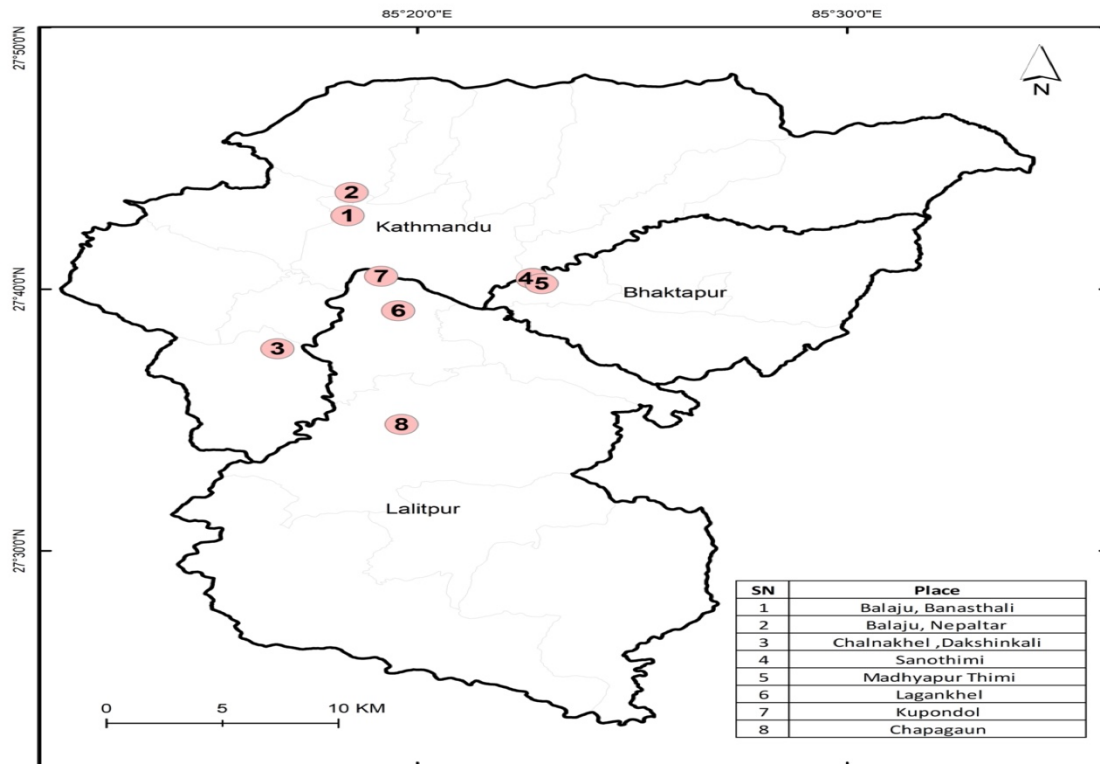 85°20'0"E 85°30'0"E
27°50'0"N
N
2
1
Kathmandu
7
4
5
27°40'0"N
Bhaktapur
6
3
8
Lalitpur
27°30'0"N
SN Place
1 Balaju, Banasthali
2 Balaju, Nepaltar
3 Chalnakhel ,Dakshinkali
4 Sanothimi
5 Madhyapur Thimi
6 Lagankhel
7 Kupondol
8 Chapagaun
0 5 10 KM